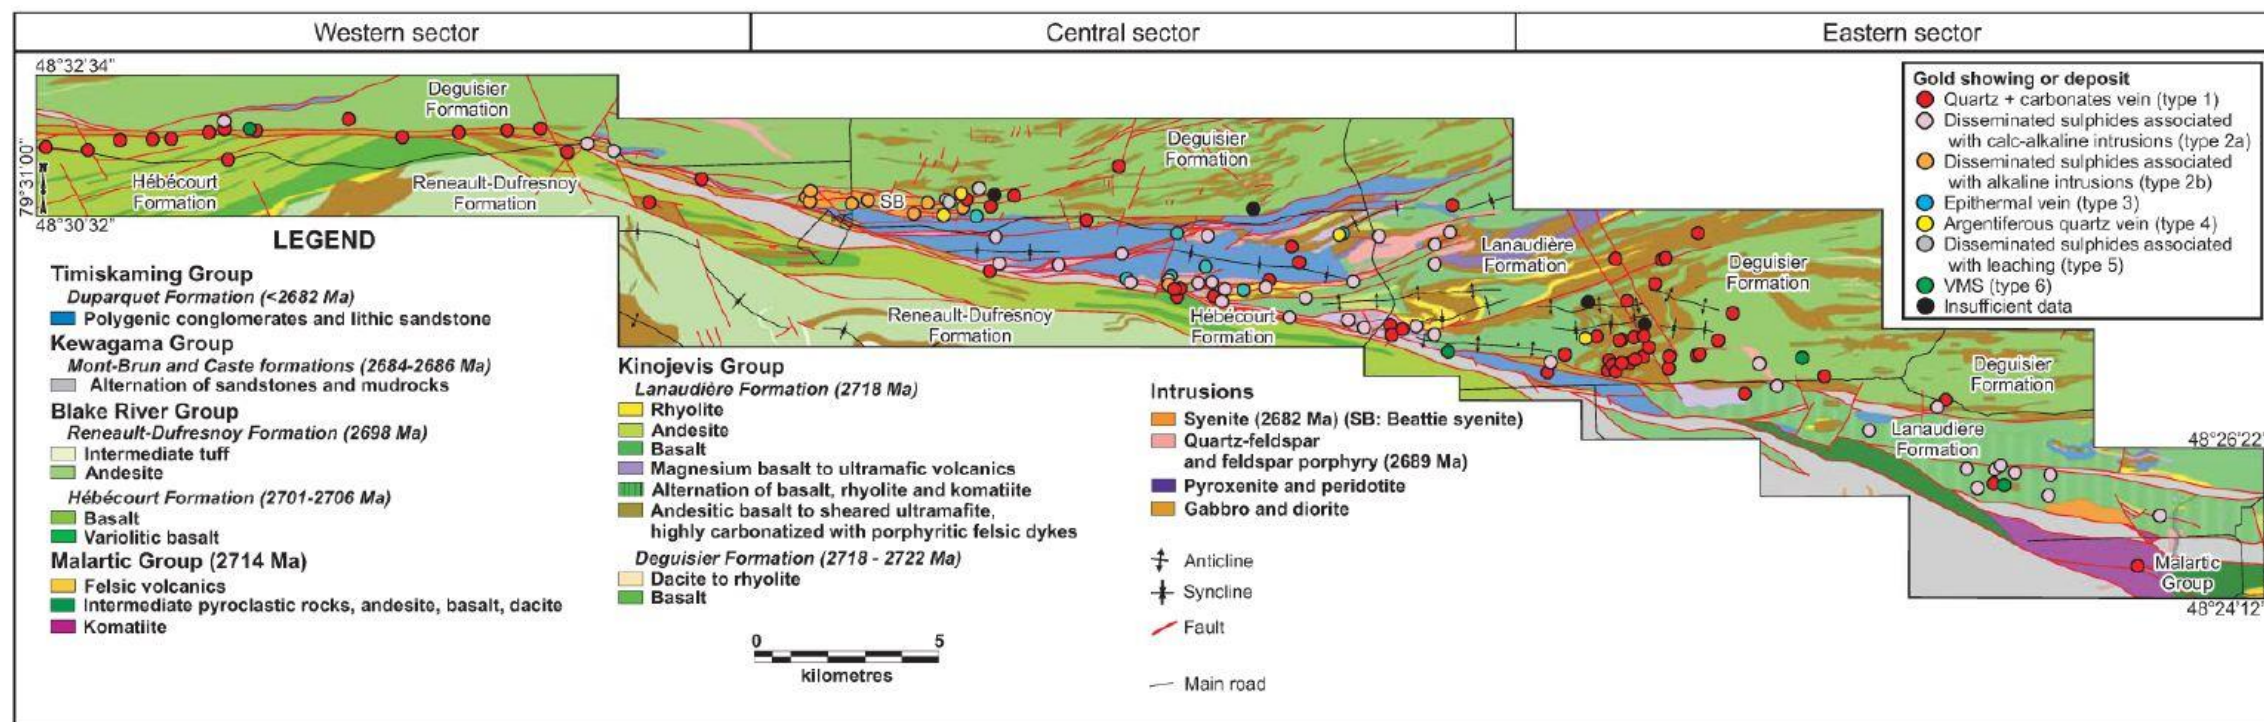 Western sector
Central sector
Eastern sector
48°32'34"
79°31'00"
48°30'32"
Deguisier
Formation
Hébécourt
Formation
Reneault-Dufresnoy
Formation
SB
Deguisier
Formation
Reneault-Dufresnoy
Formation
Hébécourt
Formation
Lanaudière
Formation
Deguisier
Formation
Deguisier
Formation
Lanaudiere
Formation
Malartic
Group
48°26'22"
48°24'12"
Gold showing or deposit
Quartz + carbonates vein (type 1)
Disseminated sulphides associated
with calc-alkaline intrusions (type 2a)
Disseminated sulphides associated
with alkaline intrusions (type 2b)
Epithermal vein (type 3)
Argentiferous quartz vein (type 4)
Disseminated sulphides associated
with leaching (type 5)
VMS (type 6)
Insufficient data
LEGEND
Timiskaming Group
Duparquet Formation (<2682 Ma)
Polygenic conglomerates and lithic sandstone
Kewagama Group
Mont-Brun and Caste formations (2684-2686 Ma)
Alternation of sandstones and mudrocks
Blake River Group
Reneault-Dufresnoy Formation (2698 Ma)
Intermediate tuff
Andesite
Hébécourt Formation (2701-2706 Ma)
Basalt
Variolitic basalt
Malartic Group (2714 Ma)
Felsic volcanics
Intermediate pyroclastic rocks, andesite, basalt, dacite
Komatiite
Kinojevis Group
Lanaudière Formation (2718 Ma)
Rhyolite
Andesite
Basalt
Magnesium basalt to ultramafic volcanics
Alternation of basalt, rhyolite and komatiite
Andesitic basalt to sheared ultramafite,
highly carbonatized with porphyritic felsic dykes
Deguisier Formation (2718 - 2722 Ma)
Dacite to rhyolite
Basalt
0 5
kilometres
Intrusions
Syenite (2682 Ma) (SB: Beattie syenite)
Quartz-feldspar
and feldspar porphyry (2689 Ma)
Pyroxenite and peridotite
Gabbro and diorite
Anticline
Syncline
Fault
Main road